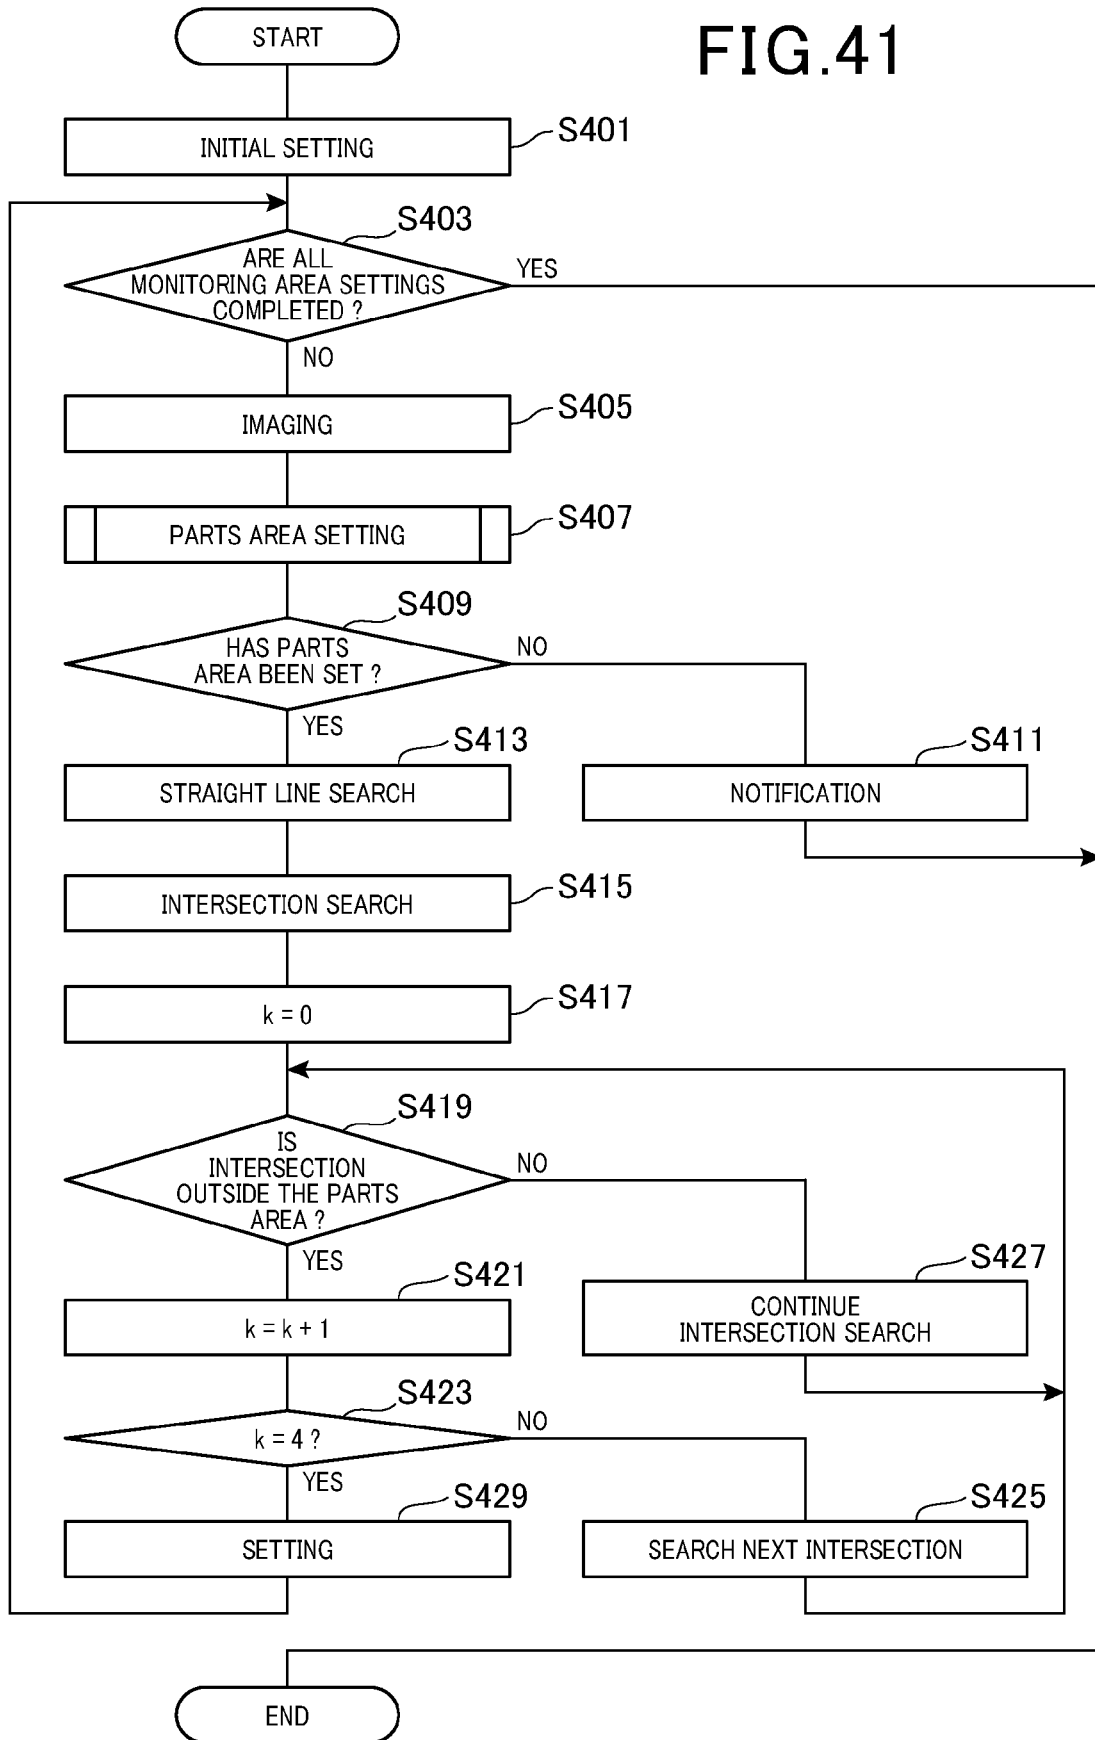 FIG.41
START
INITIAL SETTING
S401
S403
ARE ALL
MONITORING AREA SETTINGS
COMPLETED ?
YES
NO
IMAGING
S405
PARTS AREA SETTING
S407
S409
HAS PARTS
AREA BEEN SET ?
NO
YES
S413
STRAIGHT LINE SEARCH
S411
NOTIFICATION
INTERSECTION SEARCH
S415
k = 0
S417
S419
IS
INTERSECTION
OUTSIDE THE PARTS
AREA ?
NO
YES
S421
k = k + 1
S427
CONTINUE
INTERSECTION SEARCH
S423
k = 4 ?
NO
YES
S429
SETTING
S425
SEARCH NEXT INTERSECTION
END